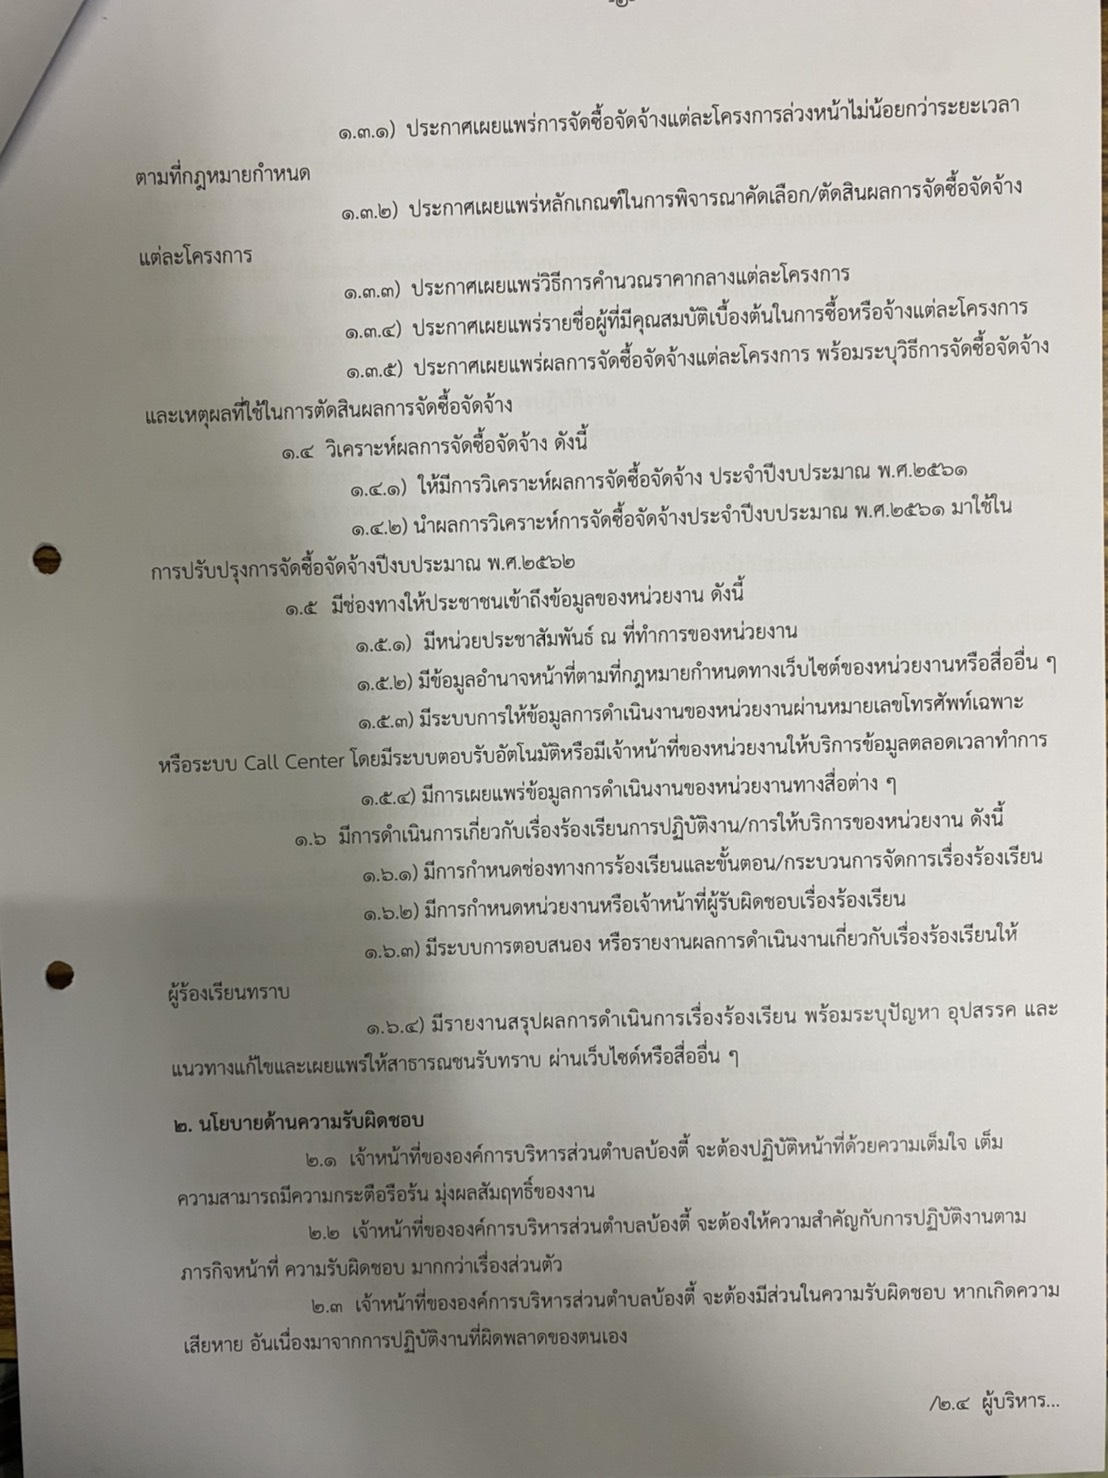 -๒-
๑.๓.๑) ประกาศเผยแพร่การจัดซื้อจัดจ้างแต่ละโครงการล่วงหน้าไม่น้อยกว่าระยะเวลา
ตามที่กฎหมายกำหนด
๑.๓.๒) ประกาศเผยแพร่หลักเกณฑ์ในการพิจารณาคัดเลือก/ตัดสินผลการจัดซื้อจัดจ้าง
แต่ละโครงการ
๑.๓.๓) ประกาศเผยแพร่วิธีการคำนวณราคากลางแต่ละโครงการ
๑.๓.๔) ประกาศเผยแพร่รายชื่อผู้ที่มีคุณสมบัติเบื้องต้นในการซื้อหรือจ้างแต่ละโครงการ
๑.๓.๕) ประกาศเผยแพร่ผลการจัดซื้อจัดจ้างแต่ละโครงการ พร้อมระบุวิธีการจัดซื้อจัดจ้าง
และเหตุผลที่ใช้ในการตัดสินผลการจัดซื้อจัดจ้าง
๑.๔ วิเคราะห์ผลการจัดซื้อจัดจ้าง ดังนี้
๑.๔.๑) ให้มีการวิเคราะห์ผลการจัดซื้อจัดจ้าง ประจำปีงบประมาณ พ.ศ.๒๕๖๑
๑.๔.๒) นำผลการวิเคราะห์การจัดซื้อจัดจ้างประจำปีงบประมาณ พ.ศ.๒๕๖๑ มาใช้ใน
การปรับปรุงการจัดซื้อจัดจ้างปีงบประมาณ พ.ศ.๒๕๖๒
๑.๕ มีช่องทางให้ประชาชนเข้าถึงข้อมูลของหน่วยงาน ดังนี้
๑.๕.๑) มีหน่วยประชาสัมพันธ์ ณ ที่ทำการของหน่วยงาน
๑.๕.๒) มีข้อมูลอำนาจหน้าที่ตามที่กฎหมายกำหนดทางเว็บไซต์ของหน่วยงานหรือสื่ออื่น ๆ
๑.๕.๓) มีระบบการให้ข้อมูลการดำเนินงานของหน่วยงานผ่านหมายเลขโทรศัพท์เฉพาะ
หรือระบบ Call Center โดยมีระบบตอบรับอัตโนมัติหรือมีเจ้าหน้าที่ของหน่วยงานให้บริการข้อมูลตลอดเวลาทำการ
๑.๕.๔) มีการเผยแพร่ข้อมูลการดำเนินงานของหน่วยงานทางสื่อต่าง ๆ
๑.๖ มีการดำเนินการเกี่ยวกับเรื่องร้องเรียนการปฏิบัติงาน/การให้บริการของหน่วยงาน ดังนี้
๑.๖.๑) มีการกำหนดช่องทางการร้องเรียนและขั้นตอน/กระบวนการจัดการเรื่องร้องเรียน
๑.๖.๒) มีการกำหนดหน่วยงานหรือเจ้าหน้าที่ผู้รับผิดชอบเรื่องร้องเรียน
๑.๖.๓) มีระบบการตอบสนอง หรือรายงานผลการดำเนินงานเกี่ยวกับเรื่องร้องเรียนให้
ผู้ร้องเรียนทราบ
๑.๖.๔) มีรายงานสรุปผลการดำเนินการเรื่องร้องเรียน พร้อมระบุปัญหา อุปสรรค และ
แนวทางแก้ไขและเผยแพร่ให้สาธารณชนรับทราบ ผ่านเว็บไซต์หรือสื่ออื่น ๆ
๒. นโยบายด้านความรับผิดชอบ
๒.๑ เจ้าหน้าที่ขององค์การบริหารส่วนตำบลบ้องตี้ จะต้องปฏิบัติหน้าที่ด้วยความเต็มใจ เต็ม
ความสามารถมีความกระตือรือร้น มุ่งผลสัมฤทธิ์ของงาน
๒.๒ เจ้าหน้าที่ขององค์การบริหารส่วนตำบลบ้องตี้ จะต้องให้ความสำคัญกับการปฏิบัติงานตาม
ภารกิจหน้าที่ ความรับผิดชอบ มากกว่าเรื่องส่วนตัว
๒.๓ เจ้าหน้าที่ขององค์การบริหารส่วนตำบลบ้องตี้ จะต้องมีส่วนในความรับผิดชอบ หากเกิดความ
เสียหาย อันเนื่องมาจากการปฏิบัติงานที่ผิดพลาดของตนเอง
/๒.๔ ผู้บริหาร...